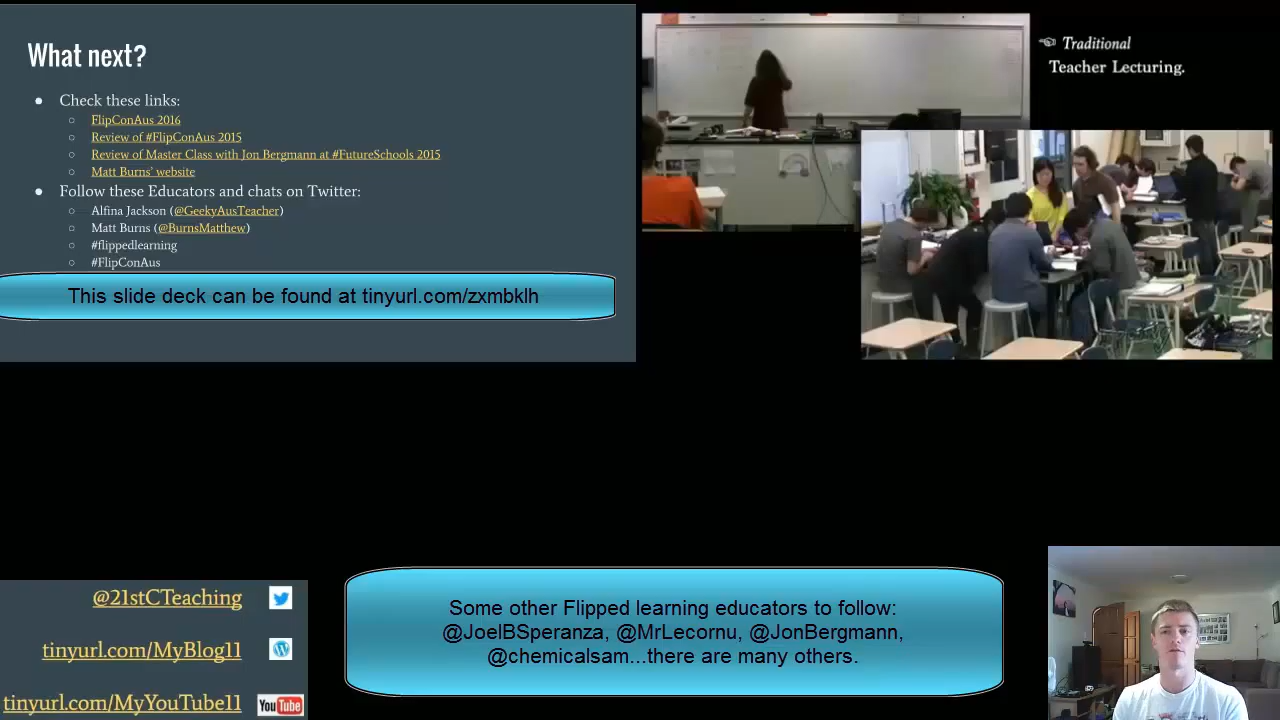 What next?
Check these links:
FlipConAus 2016
Review of #FlipConAus 2015
Review of Master Class with Jon Bergmann at #FutureSchools 2015
Matt Burns' website
Follow these Educators and chats on Twitter:
Alfina Jackson (@GeekyAusTeacher)
Matt Burns (@BurnsMatthew)
#flippedlearning
#FlipConAus
This slide deck can be found at tinyurl.com/zxmbklh
Traditional
Teacher Lecturing.
@21stCTeaching
tinyurl.com/MyBlog11
tinyurl.com/MyYouTube11
YouTube
Some other Flipped learning educators to follow:
@JoelBSperanza, @MrLecornu, @JonBergmann,
@chemicalsam...there are many others.